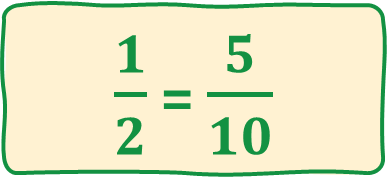 1/2 = 5/10